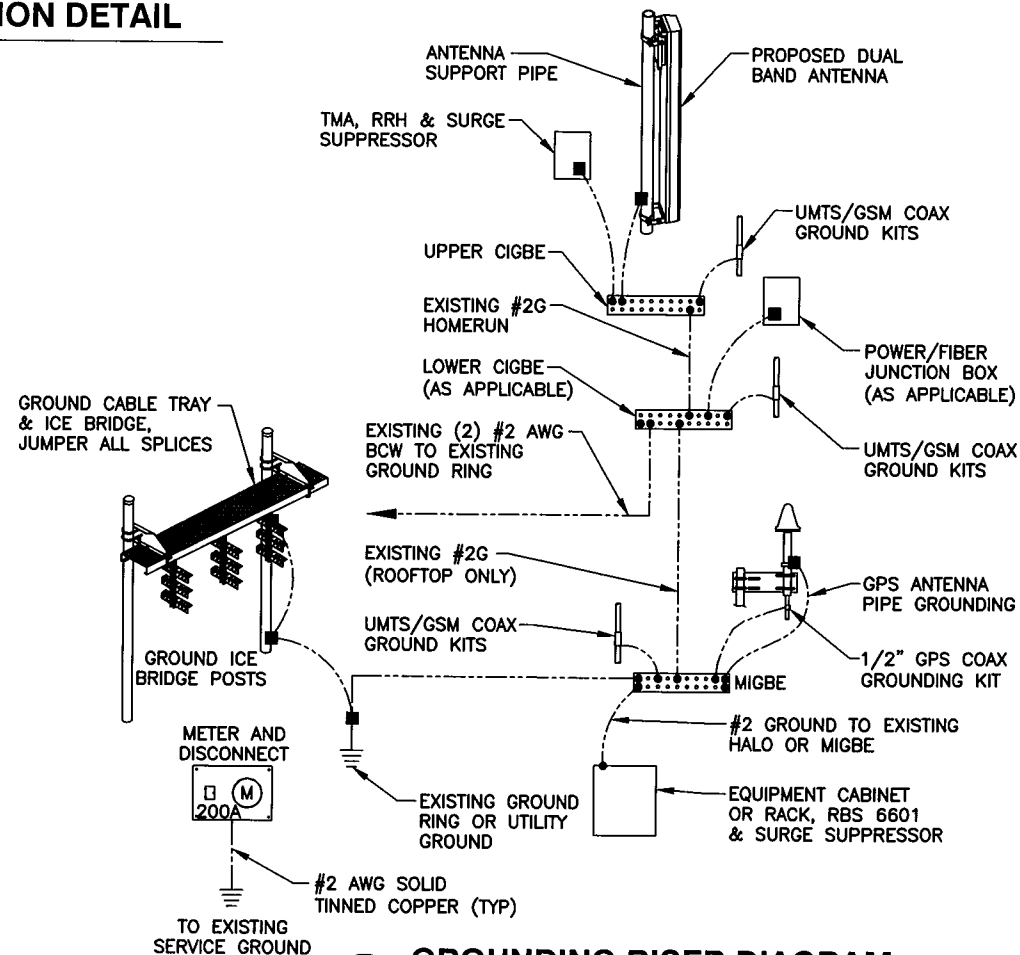 ION DETAIL
ANTENNA
SUPPORT PIPE
PROPOSED DUAL
BAND ANTENNA
TMA, RRH & SURGE
SUPPRESSOR
UMTS/GSM COAX
GROUND KITS
UPPER CIGBE
EXISTING #2G
HOMERUN
POWER/FIBER
JUNCTION BOX
(AS APPLICABLE)
LOWER CIGBE
(AS APPLICABLE)
GROUND CABLE TRAY
& ICE BRIDGE,
JUMPER ALL SPLICES
EXISTING (2) #2 AWG
BCW TO EXISTING
GROUND RING
UMTS/GSM COAX
GROUND KITS
EXISTING #2G
(ROOFTOP ONLY)
GPS ANTENNA
PIPE GROUNDING
UMTS/GSM COAX
GROUND KITS
GROUND ICE
BRIDGE POSTS
1/2" GPS COAX
GROUNDING KIT
MIGBE
#2 GROUND TO EXISTING
HALO OR MIGBE
METER AND
DISCONNECT
M
200A
EXISTING GROUND
RING OR UTILITY
GROUND
EQUIPMENT CABINET
OR RACK, RBS 6601
& SURGE SUPPRESSOR
#2 AWG SOLID
TINNED COPPER (TYP)
TO EXISTING
SERVICE GROUND
GROUNDING RISER DIAGRAM